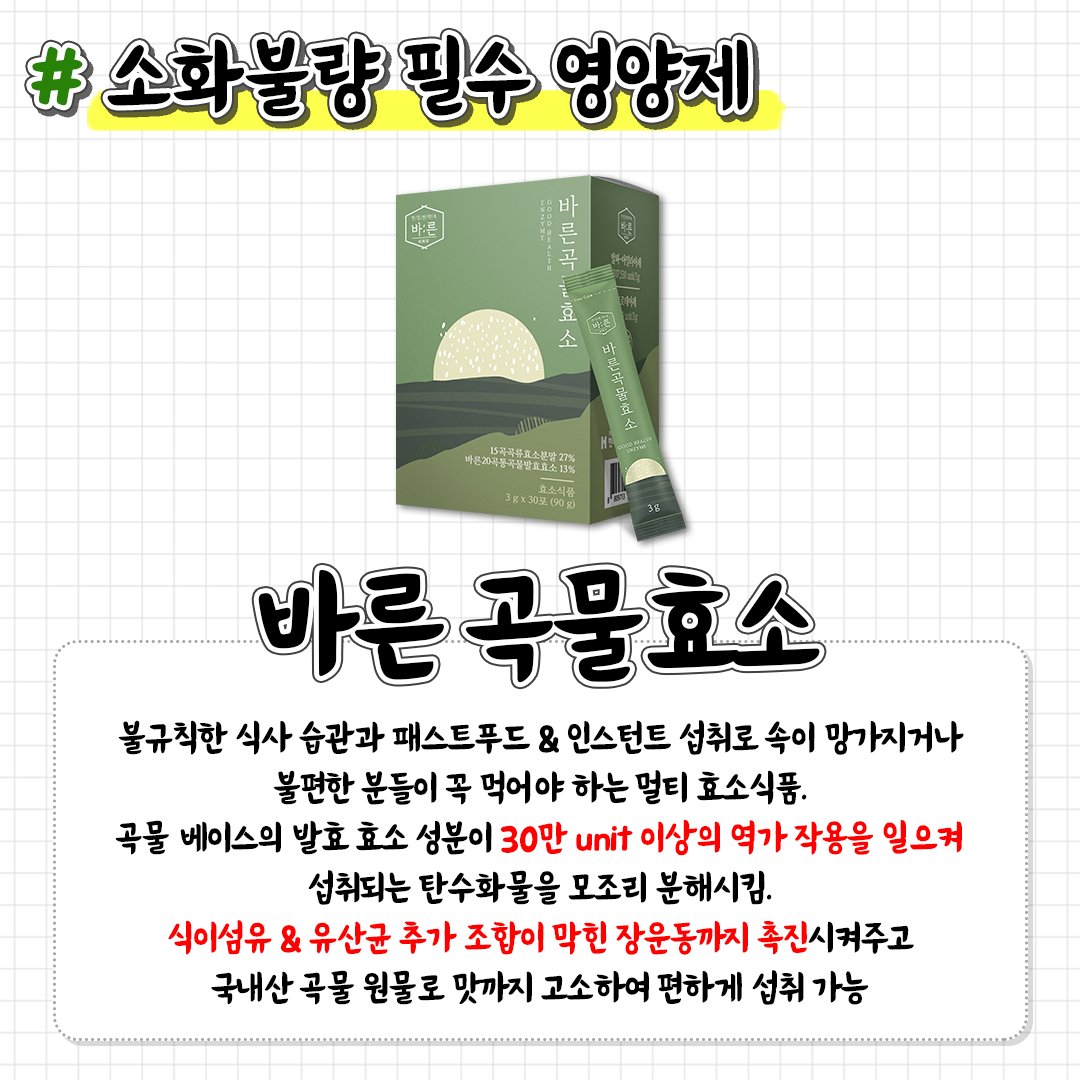 # 소화불량 필수 영양제
바른
GOOD HEALTH
ENZYME
바른곡물효소
15곡곡류효소분말 27%
바른20곡통곡물발효효소 13%
효소식품
3 g x 30포 (90 g)
바른
바른곡물효소
GOOD HEALTH
ENZYME
3 g
바른 곡물효소
불규칙한 식사 습관과 패스트푸드 & 인스턴트 섭취로 속이 망가지거나
불편한 분들이 꼭 먹어야 하는 멀티 효소식품.
곡물 베이스의 발효 효소 성분이 30만 unit 이상의 역가 작용을 일으켜
섭취되는 탄수화물을 모조리 분해시킴.
식이섬유 & 유산균 추가 조합이 막힌 장운동까지 촉진시켜주고
국내산 곡물 원물로 맛까지 고소하여 편하게 섭취 가능